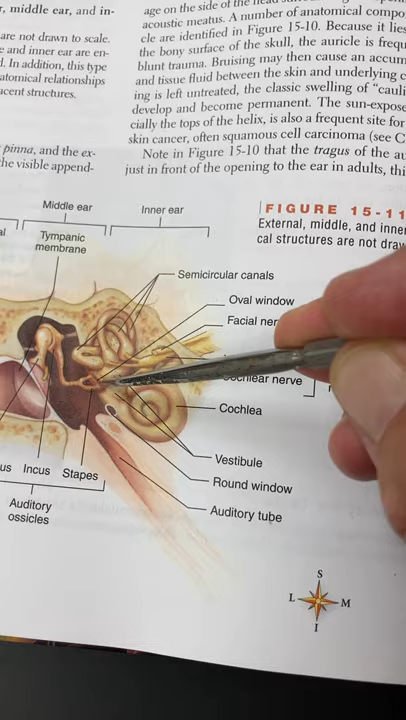 r, middle ear, and in-
are not drawn to scale.
e and inner ear are en-
d. In addition, this type
atomical relationships
acent structures.
pinna, and the ex-
the visible append-
age on the side of the head
acoustic meatus. A number of anatomical compo
cle are identified in Figure 15-10. Because it lies
the bony surface of the skull, the auricle is frequ
blunt trauma. Bruising may then cause an accum
and tissue fluid between the skin and underlying c
ing is left untreated, the classic swelling of "cauli
develop and become permanent. The sun-expose
cially the tops of the helix, is also a frequent site for
skin cancer, often squamous cell carcinoma (see C
Note in Figure 15-10 that the tragus of the au
just in front of the opening to the ear in adults, thi
FIGURE 15-11
External, middle, and inne
cal structures are not draw
al
Middle ear
Inner ear
Tympanic
membrane
Semicircular canals
Oval window
Facial ner
Cochlear nerve
Cochlea
Vestibule
Round window
Auditory tube
us
Incus
Stapes
Auditory
ossicles
S
L
M
I